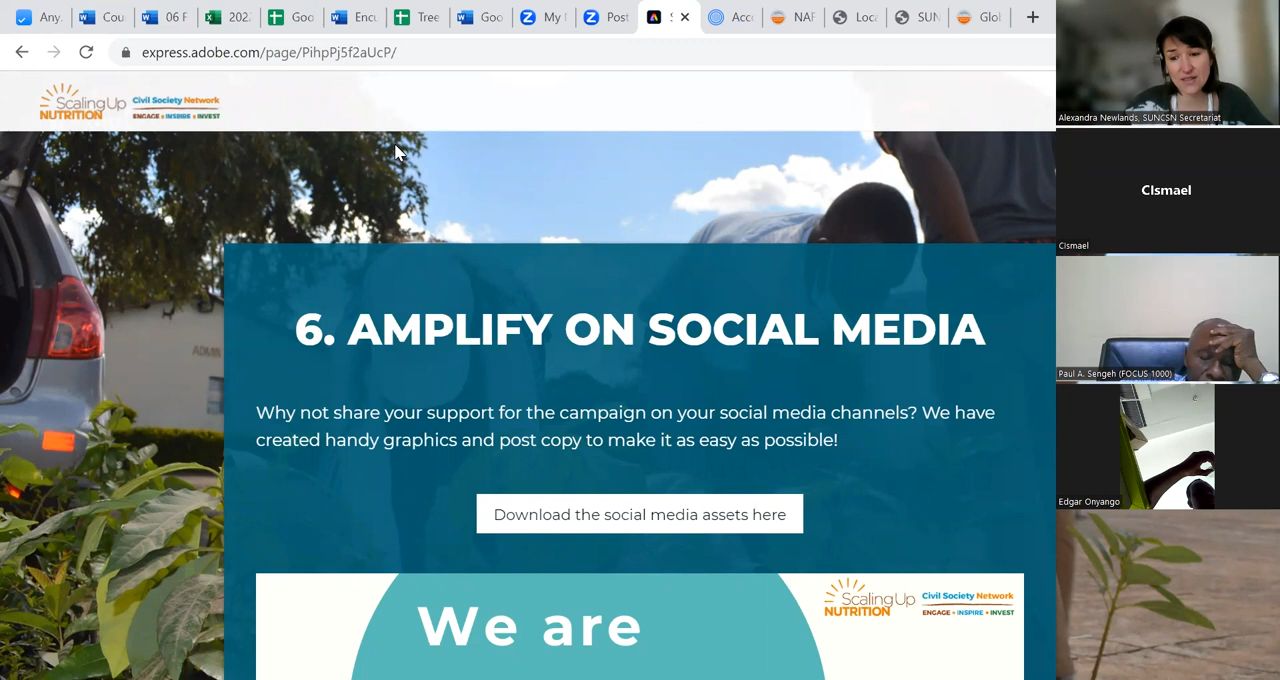 Any.
Cou
06 F
202
Goo
Encu
Tree
Goo
My
Post
Acc
NAF
Loca
SUN
Glol
express.adobe.com/page/PihpPj5f2aUcP/
Scaling Up
NUTRITION
Civil Society Network
ENGAGE • INSPIRE • INVEST
ADMIN
6. AMPLIFY ON SOCIAL MEDIA
Why not share your support for the campaign on your social media channels? We have
created handy graphics and post copy to make it as easy as possible!
Download the social media assets here
We are
Scaling Up
NUTRITION
Civil Society Network
ENGAGE • INSPIRE • INVEST
Alexandra Newlands, SUNCSN Secretariat
CIsmael
CIsmael
Paul A. Sengeh (FOCUS 1000)
Edgar Onyango